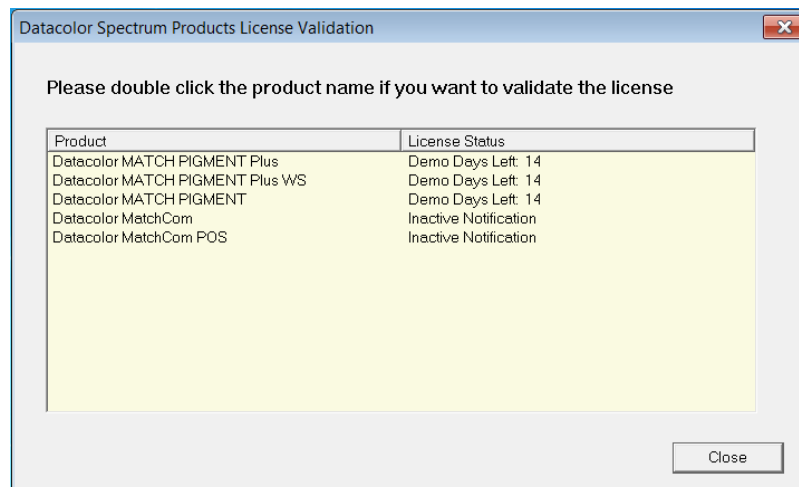 Datacolor Spectrum Products License Validation
Please double click the product name if you want to validate the license
Product License Status
Datacolor MATCH PIGMENT Plus Demo Days Left: 14
Datacolor MATCH PIGMENT Plus WS Demo Days Left: 14
Datacolor MATCH PIGMENT Demo Days Left: 14
Datacolor MatchCom Inactive Notification
Datacolor MatchCom POS Inactive Notification
Close